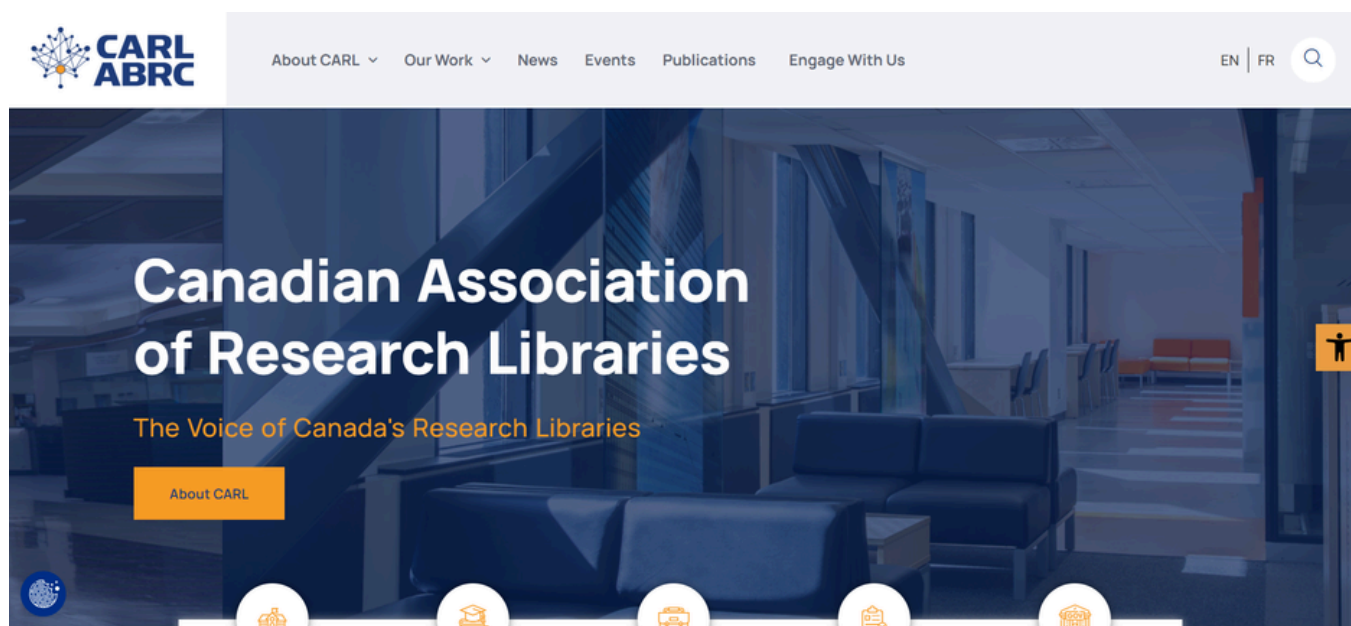 CARL
ABRC
About CARL Our Work News Events Publications Engage With Us
EN | FR
Canadian Association
of Research Libraries
The Voice of Canada's Research Libraries
About CARL